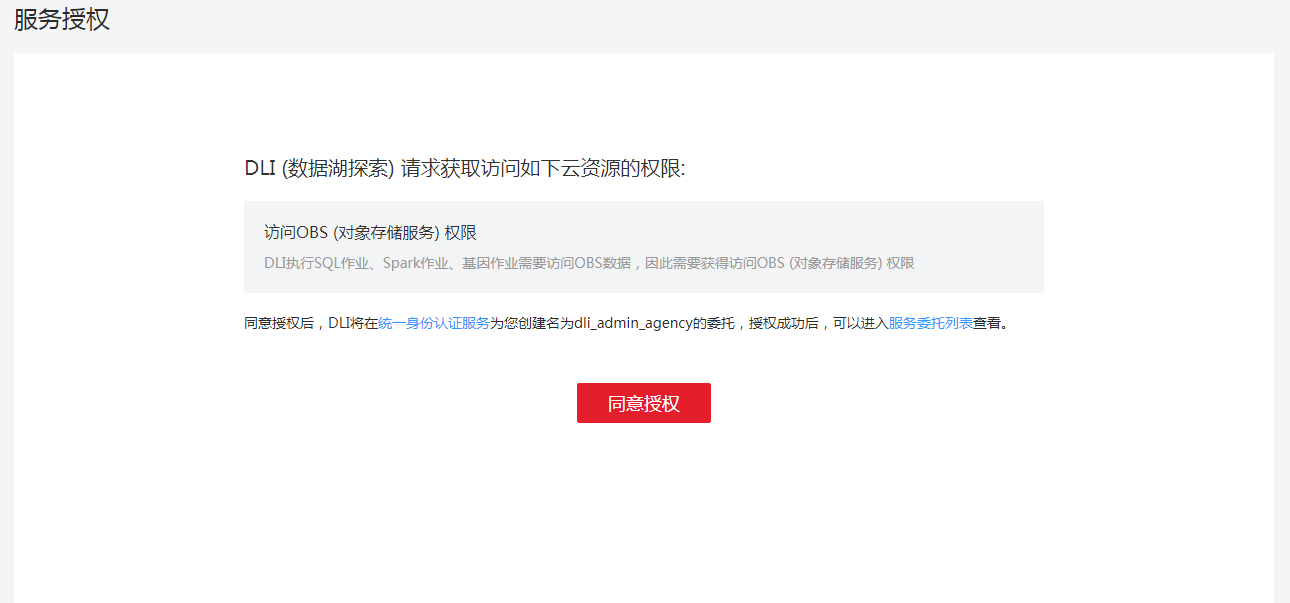 服务授权
DLI (数据湖探索) 请求获取访问如下云资源的权限:
访问OBS (对象存储服务) 权限
DLI执行SQL作业、Spark作业、基因作业需要访问OBS数据，因此需要获得访问OBS (对象存储服务) 权限
同意授权后，DLI将在统一身份认证服务为您创建名为dli_admin_agency的委托，授权成功后，可以进入服务委托列表查看。
同意授权